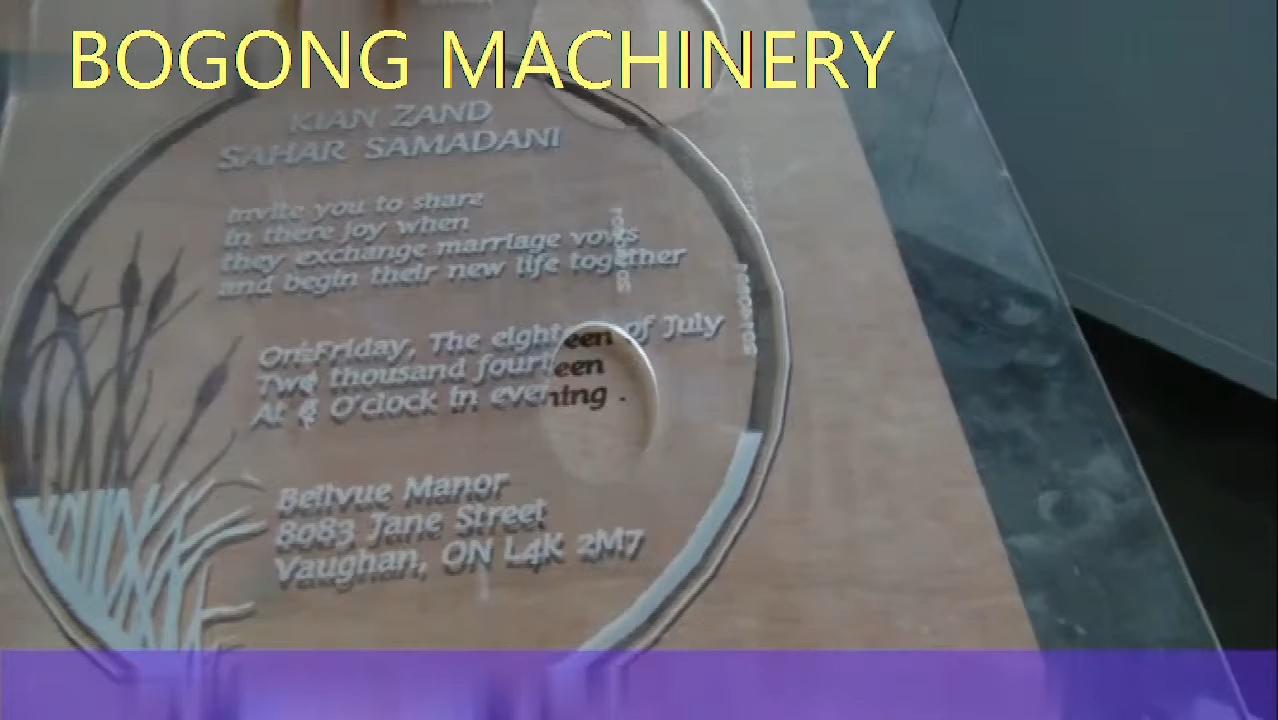 BOGONG MACHINERY
KIAN ZAND
SAHAR SAMADANI
invite you to share
in there joy when
they exchange marriage vows
and begin their new life together
On Friday, The eighteen of July
Two thousand fourteen
At 6 O'clock in evening .
Bellvue Manor
8083 Jane Street
Vaughan, ON L4K 2M7